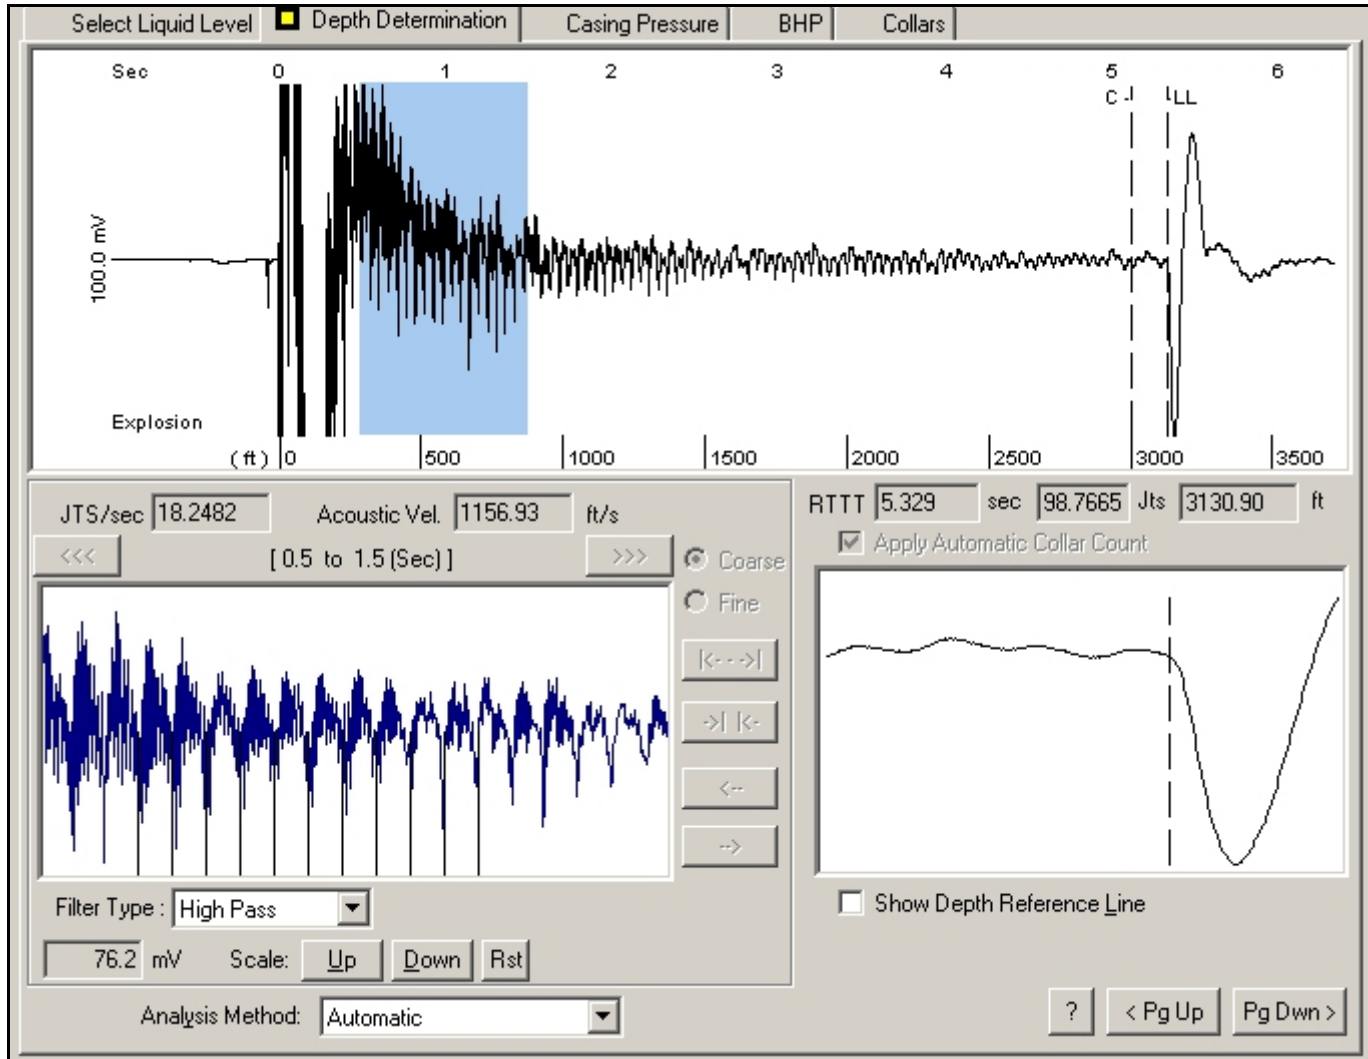 Select Liquid Level Depth Determination Casing Pressure BHP Collars
Sec 0 1 2 3 4 5 6
C LL
100.0 mV
Explosion
(ft) 0 500 1000 1500 2000 2500 3000 3500
JTS/sec 18.2482 Acoustic Vel. 1156.93 ft/s
RTTT 5.329 sec 98.7665 Jts 3130.90 ft
Apply Automatic Collar Count
<<< [ 0.5 to 1.5 (Sec) ] >>>
Coarse
Fine
|<- - ->|
->| |<-
<--
-->
Filter Type : High Pass
76.2 mV Scale: Up Down Rst
Show Depth Reference Line
Analysis Method: Automatic
? < Pg Up Pg Dwn >